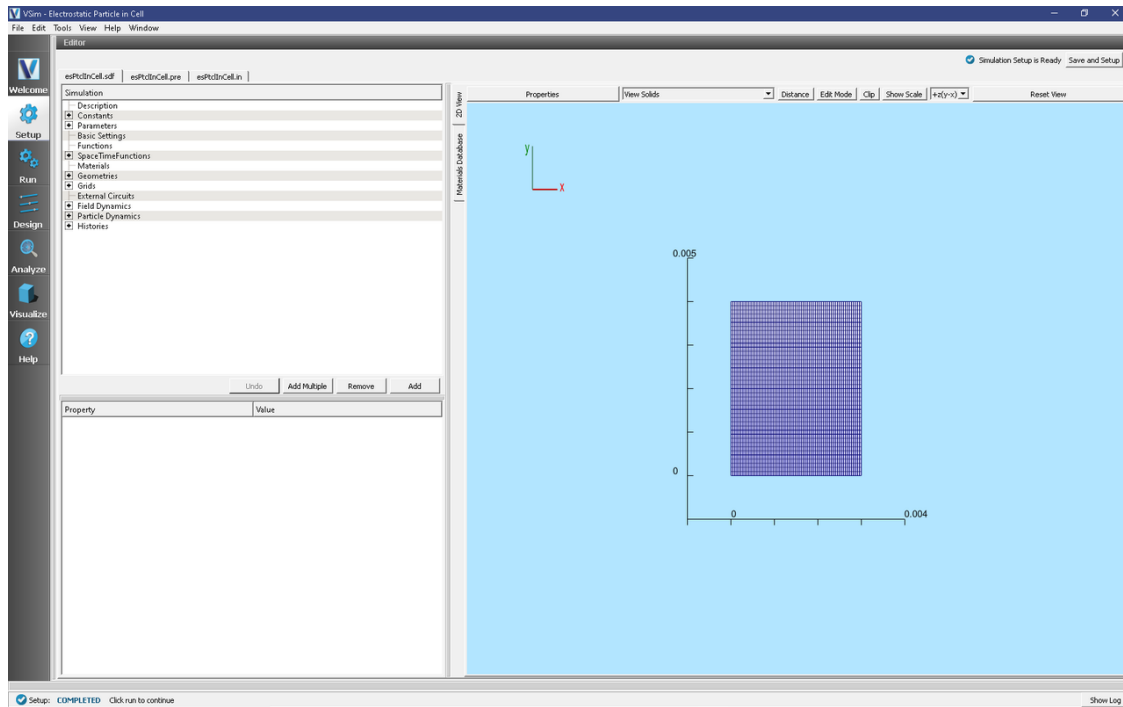 VSim - Electrostatic Particle in Cell
File Edit Tools View Help Window
Editor
Simulation Setup is Ready Save and Setup
esPtclInCell.sdf esPtclInCell.pre esPtclInCell.in
Welcome
Setup
Run
Design
Analyze
Visualize
Help
Simulation
Description
Constants
Parameters
Basic Settings
Functions
SpaceTimeFunctions
Materials
Geometries
Grids
External Circuits
Field Dynamics
Particle Dynamics
Histories
Undo Add Multiple Remove Add
Property Value
2D View
Materials Database
Properties View Solids Distance Edit Mode Clip Show Scale +z(y-x) Reset View
y
x
0.005
0
0 0.004
Setup: COMPLETED Click run to continue Show Log